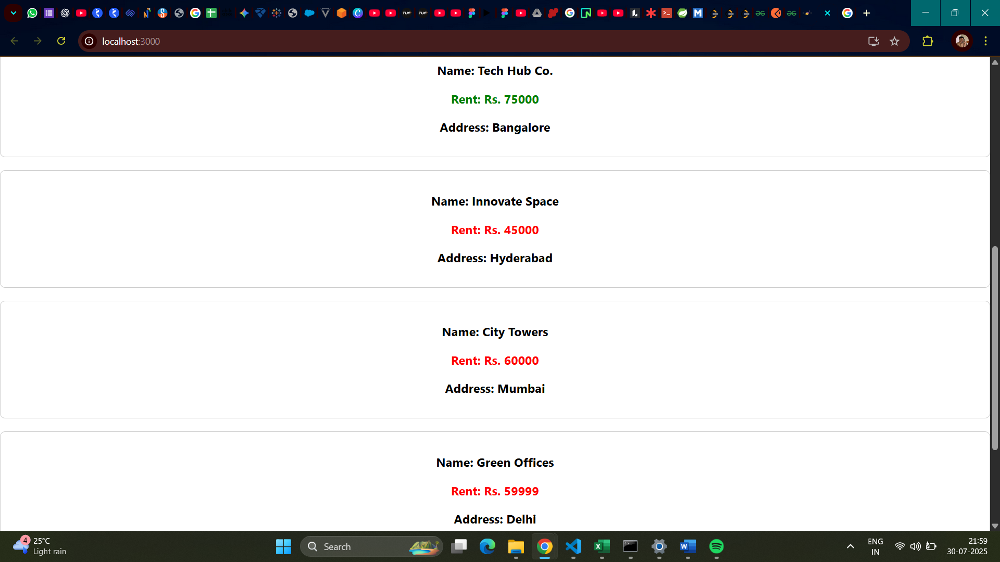 TUF
TUF
localhost:3000
Name: Tech Hub Co.
Rent: Rs. 75000
Address: Bangalore
Name: Innovate Space
Rent: Rs. 45000
Address: Hyderabad
Name: City Towers
Rent: Rs. 60000
Address: Mumbai
Name: Green Offices
Rent: Rs. 59999
Address: Delhi
4
25°C
Light rain
Search
ENG
IN
21:59
30-07-2025